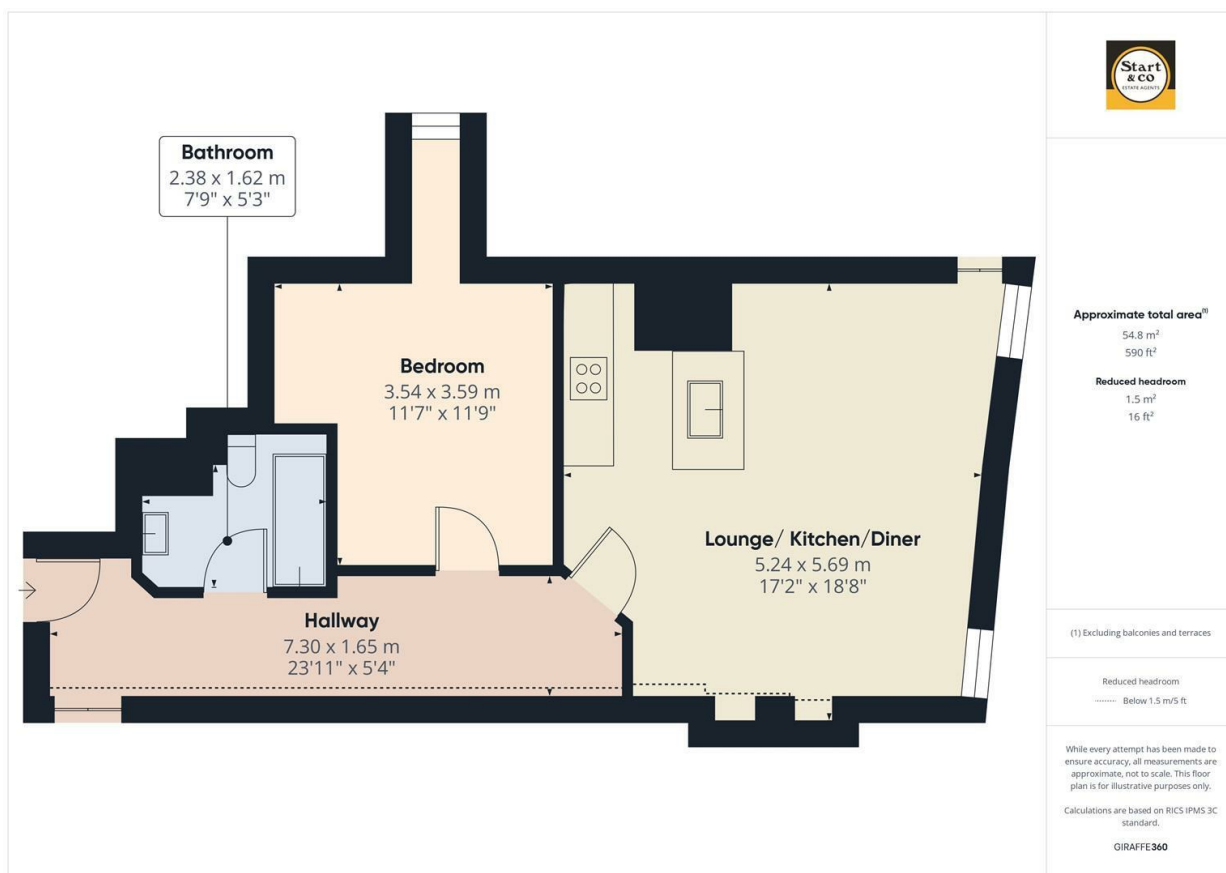 Bathroom
2.38 x 1.62 m
7'9" x 5'3"
Bedroom
3.54 x 3.59 m
11'7" x 11'9"
Lounge/ Kitchen/Diner
5.24 x 5.69 m
17'2" x 18'8"
Hallway
7.30 x 1.65 m
23'11" x 5'4"
Start
& CO
ESTATE AGENTS
Approximate total area(1)
54.8 m²
590 ft²
Reduced headroom
1.5 m²
16 ft²
(1) Excluding balconies and terraces
Reduced headroom
Below 1.5 m/5 ft
While every attempt has been made to
ensure accuracy, all measurements are
approximate, not to scale. This floor
plan is for illustrative purposes only.
Calculations are based on RICS IPMS 3C
standard.
GIRAFFE360